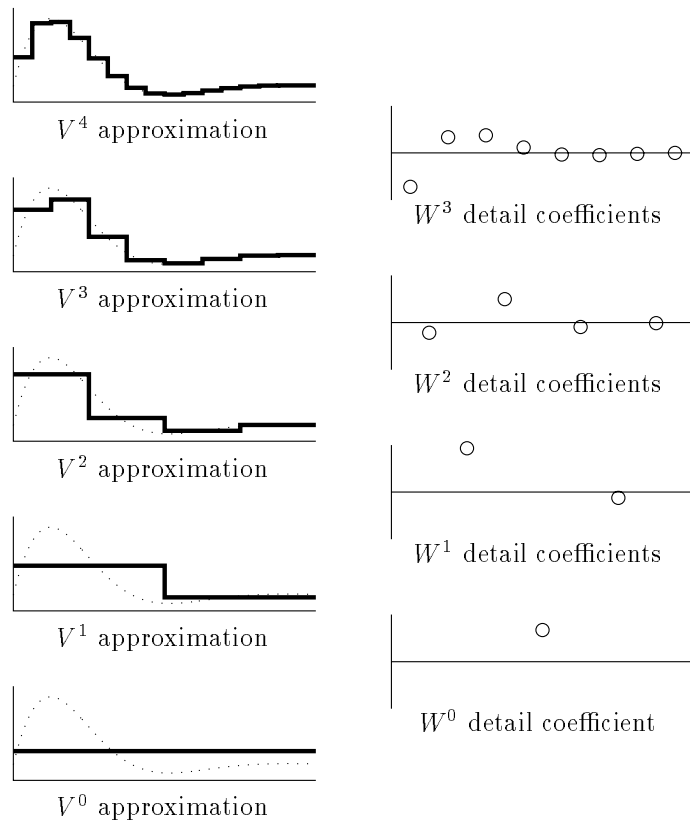 V⁴ approximation
W³ detail coefficients
V³ approximation
W² detail coefficients
V² approximation
W¹ detail coefficients
V¹ approximation
W⁰ detail coefficient
V⁰ approximation